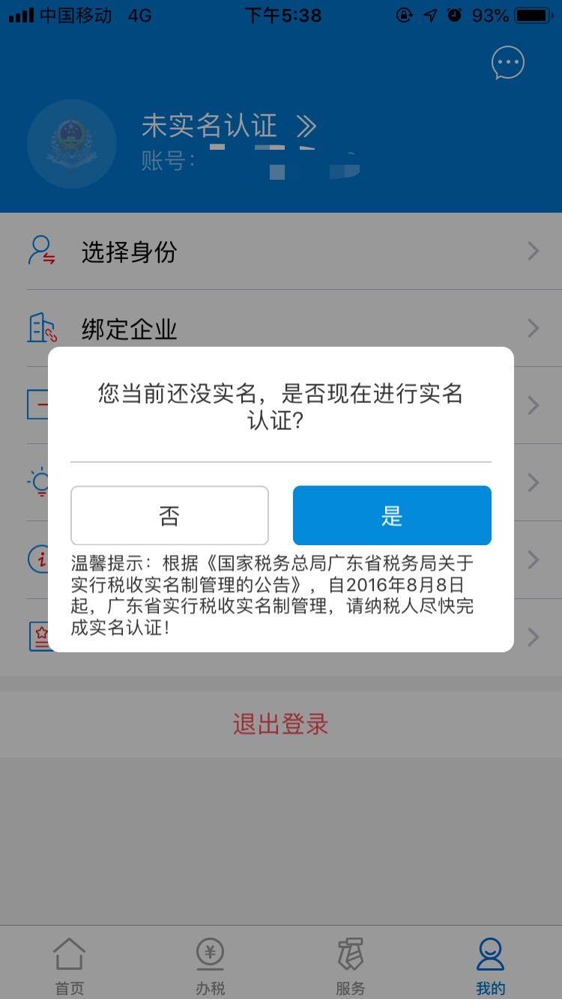 中国移动 4G 下午5:38 93%
未实名认证
账号：
选择身份
绑定企业
您当前还没实名，是否现在进行实名
认证?
否 是
温馨提示：根据《国家税务总局广东省税务局关于
实行税收实名制管理的公告》，自2016年8月8日
起，广东省实行税收实名制管理，请纳税人尽快完
成实名认证！
退出登录
首页 办税 服务 我的